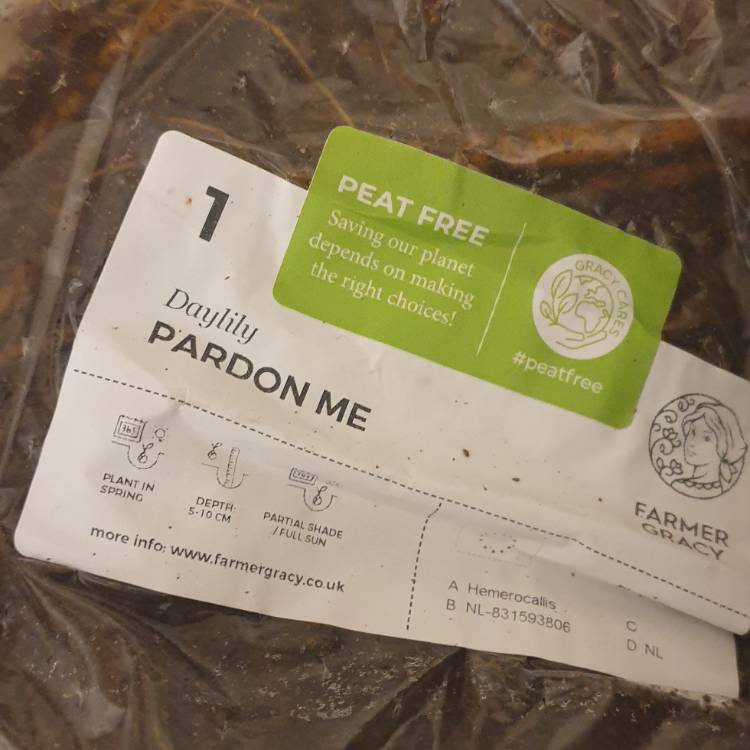 1
PEAT FREE
Saving our planet
depends on making
the right choices!
GRACY CARES
#peatfree
Daylily
PARDON ME
365
PLANT IN
SPRING
DEPTH:
5-10 CM
PARTIAL SHADE
/ FULL SUN
more info: www.farmergracy.co.uk
FARMER
GRACY
A Hemerocallis
B NL-831593806
C
D NL